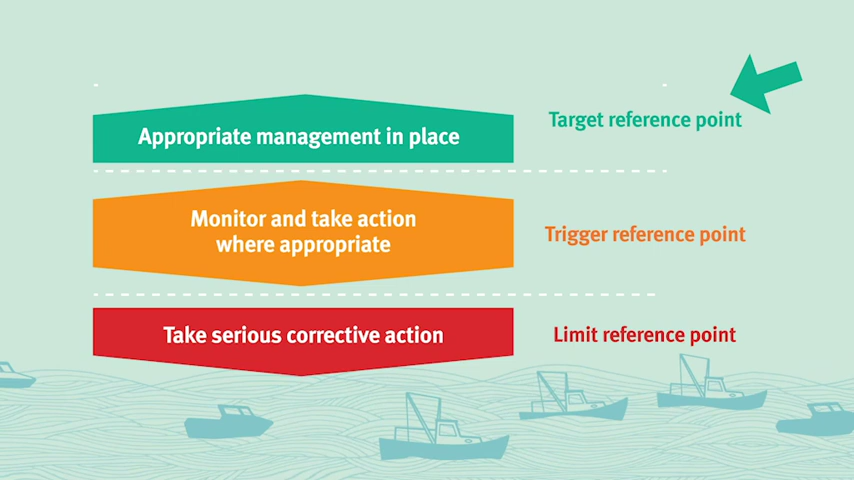 Appropriate management in place
Target reference point
Monitor and take action
where appropriate
Trigger reference point
Take serious corrective action
Limit reference point